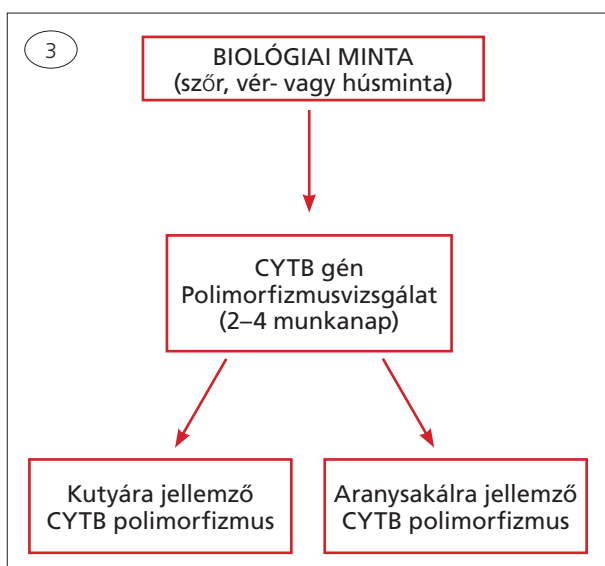 3
BIOLÓGIAI MINTA
(szőr, vér- vagy húsminta)
CYTB gén
Polimorfizmusvizsgálat
(2–4 munkanap)
Kutyára jellemző
CYTB polimorfizmus
Aranysakálra jellemző
CYTB polimorfizmus